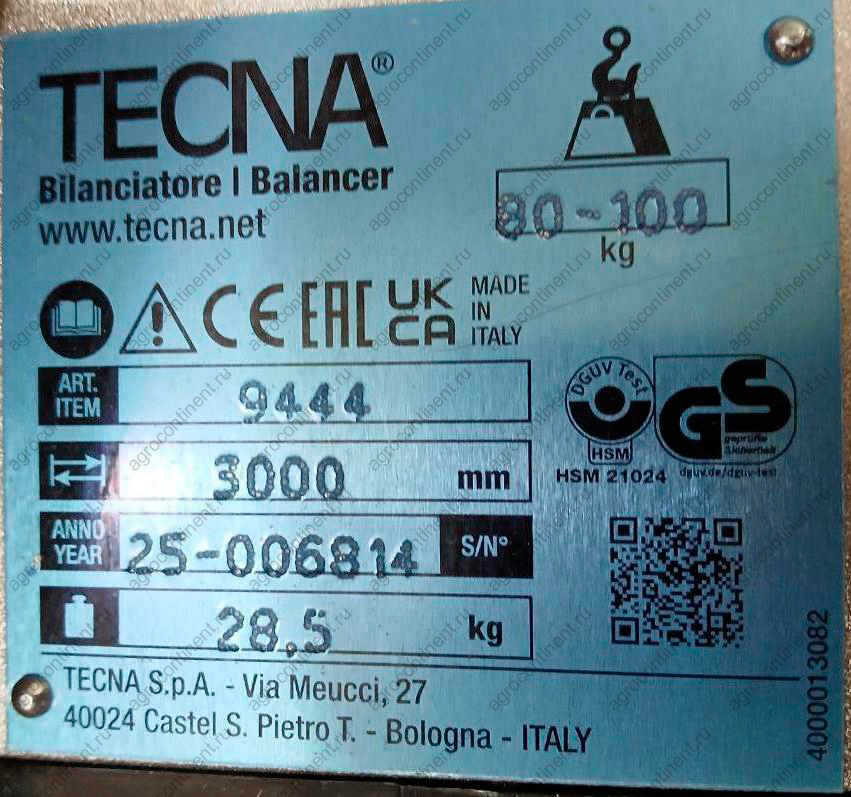 TECNA®
Bilanciatore | Balancer
www.tecna.net
80-100
kg
CE EAC UK CA
MADE IN ITALY
ART. ITEM 9444
3000 mm
ANNO YEAR 25-006814 S/N°
28,5 kg
DGUV Test
HSM
HSM 21024
GS
geprüfte
Sicherheit
dguv.de/dguv-test
TECNA S.p.A. - Via Meucci, 27
40024 Castel S. Pietro T. - Bologna - ITALY
4000013082
agrocontinent.ru